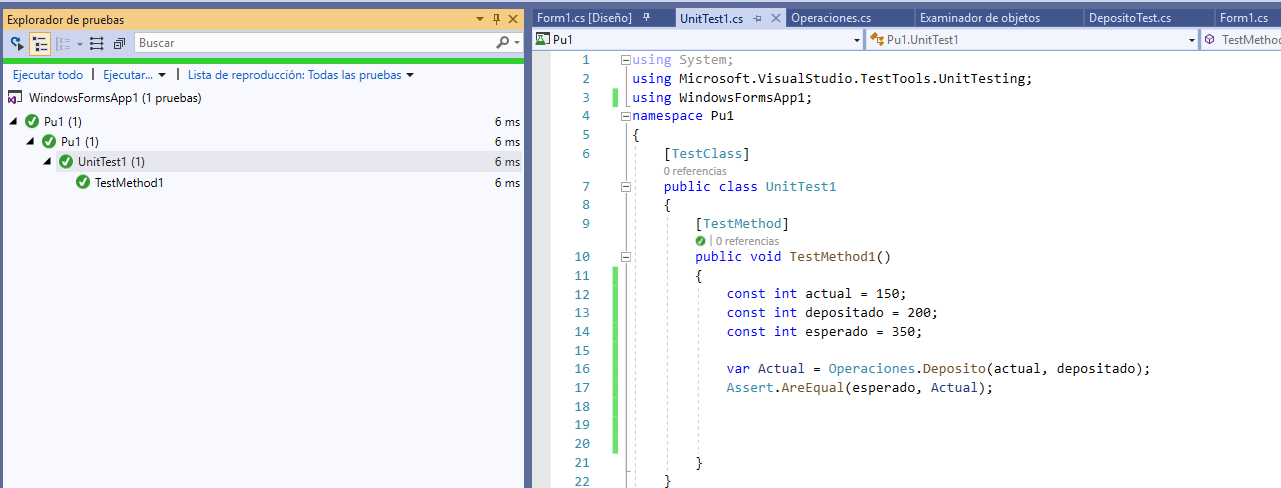 Explorador de pruebas
Buscar
Ejecutar todo | Ejecutar... | Lista de reproducción: Todas las pruebas
WindowsFormsApp1 (1 pruebas)
Pu1 (1) 6 ms
Pu1 (1) 6 ms
UnitTest1 (1) 6 ms
TestMethod1 6 ms
Form1.cs [Diseño] UnitTest1.cs Operaciones.cs Examinador de objetos DepositoTest.cs Form1.cs
Pu1 Pu1.UnitTest1 TestMethod
1 using System;
2 using Microsoft.VisualStudio.TestTools.UnitTesting;
3 using WindowsFormsApp1;
4 namespace Pu1
5 {
6 [TestClass]
0 referencias
7 public class UnitTest1
8 {
9 [TestMethod]
| 0 referencias
10 public void TestMethod1()
11 {
12 const int actual = 150;
13 const int depositado = 200;
14 const int esperado = 350;
15
16 var Actual = Operaciones.Deposito(actual, depositado);
17 Assert.AreEqual(esperado, Actual);
18
19
20
21 }
22 }